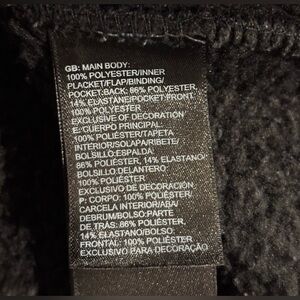 GB: MAIN BODY:
100% POLYESTER/INNER
PLACKET/FLAP/BINDING/
POCKET:BACK: 86% POLYESTER,
14% ELASTANE/POCKET:FRONT:
100% POLYESTER
EXCLUSIVE OF DECORATION
E: CUERPO PRINCIPAL:
100% POLIÉSTER/TAPETA
INTERIOR/SOLAPA/RIBETE/
BOLSILLO:ESPALDA:
86% POLIÉSTER, 14% ELASTANO/
BOLSILLO:DELANTERO:
100% POLIÉSTER
EXCLUSIVO DE DECORACIÓN
P: CORPO: 100% POLIÉSTER/
CARCELA INTERIOR/ABA/
DEBRUM/BOLSO:PARTE
DE TRÁS: 86% POLIÉSTER,
14% ELASTANO/BOLSO:
FRONTAL: 100% POLIÉSTER
EXCLUSIVO PARA DECORAÇÃO